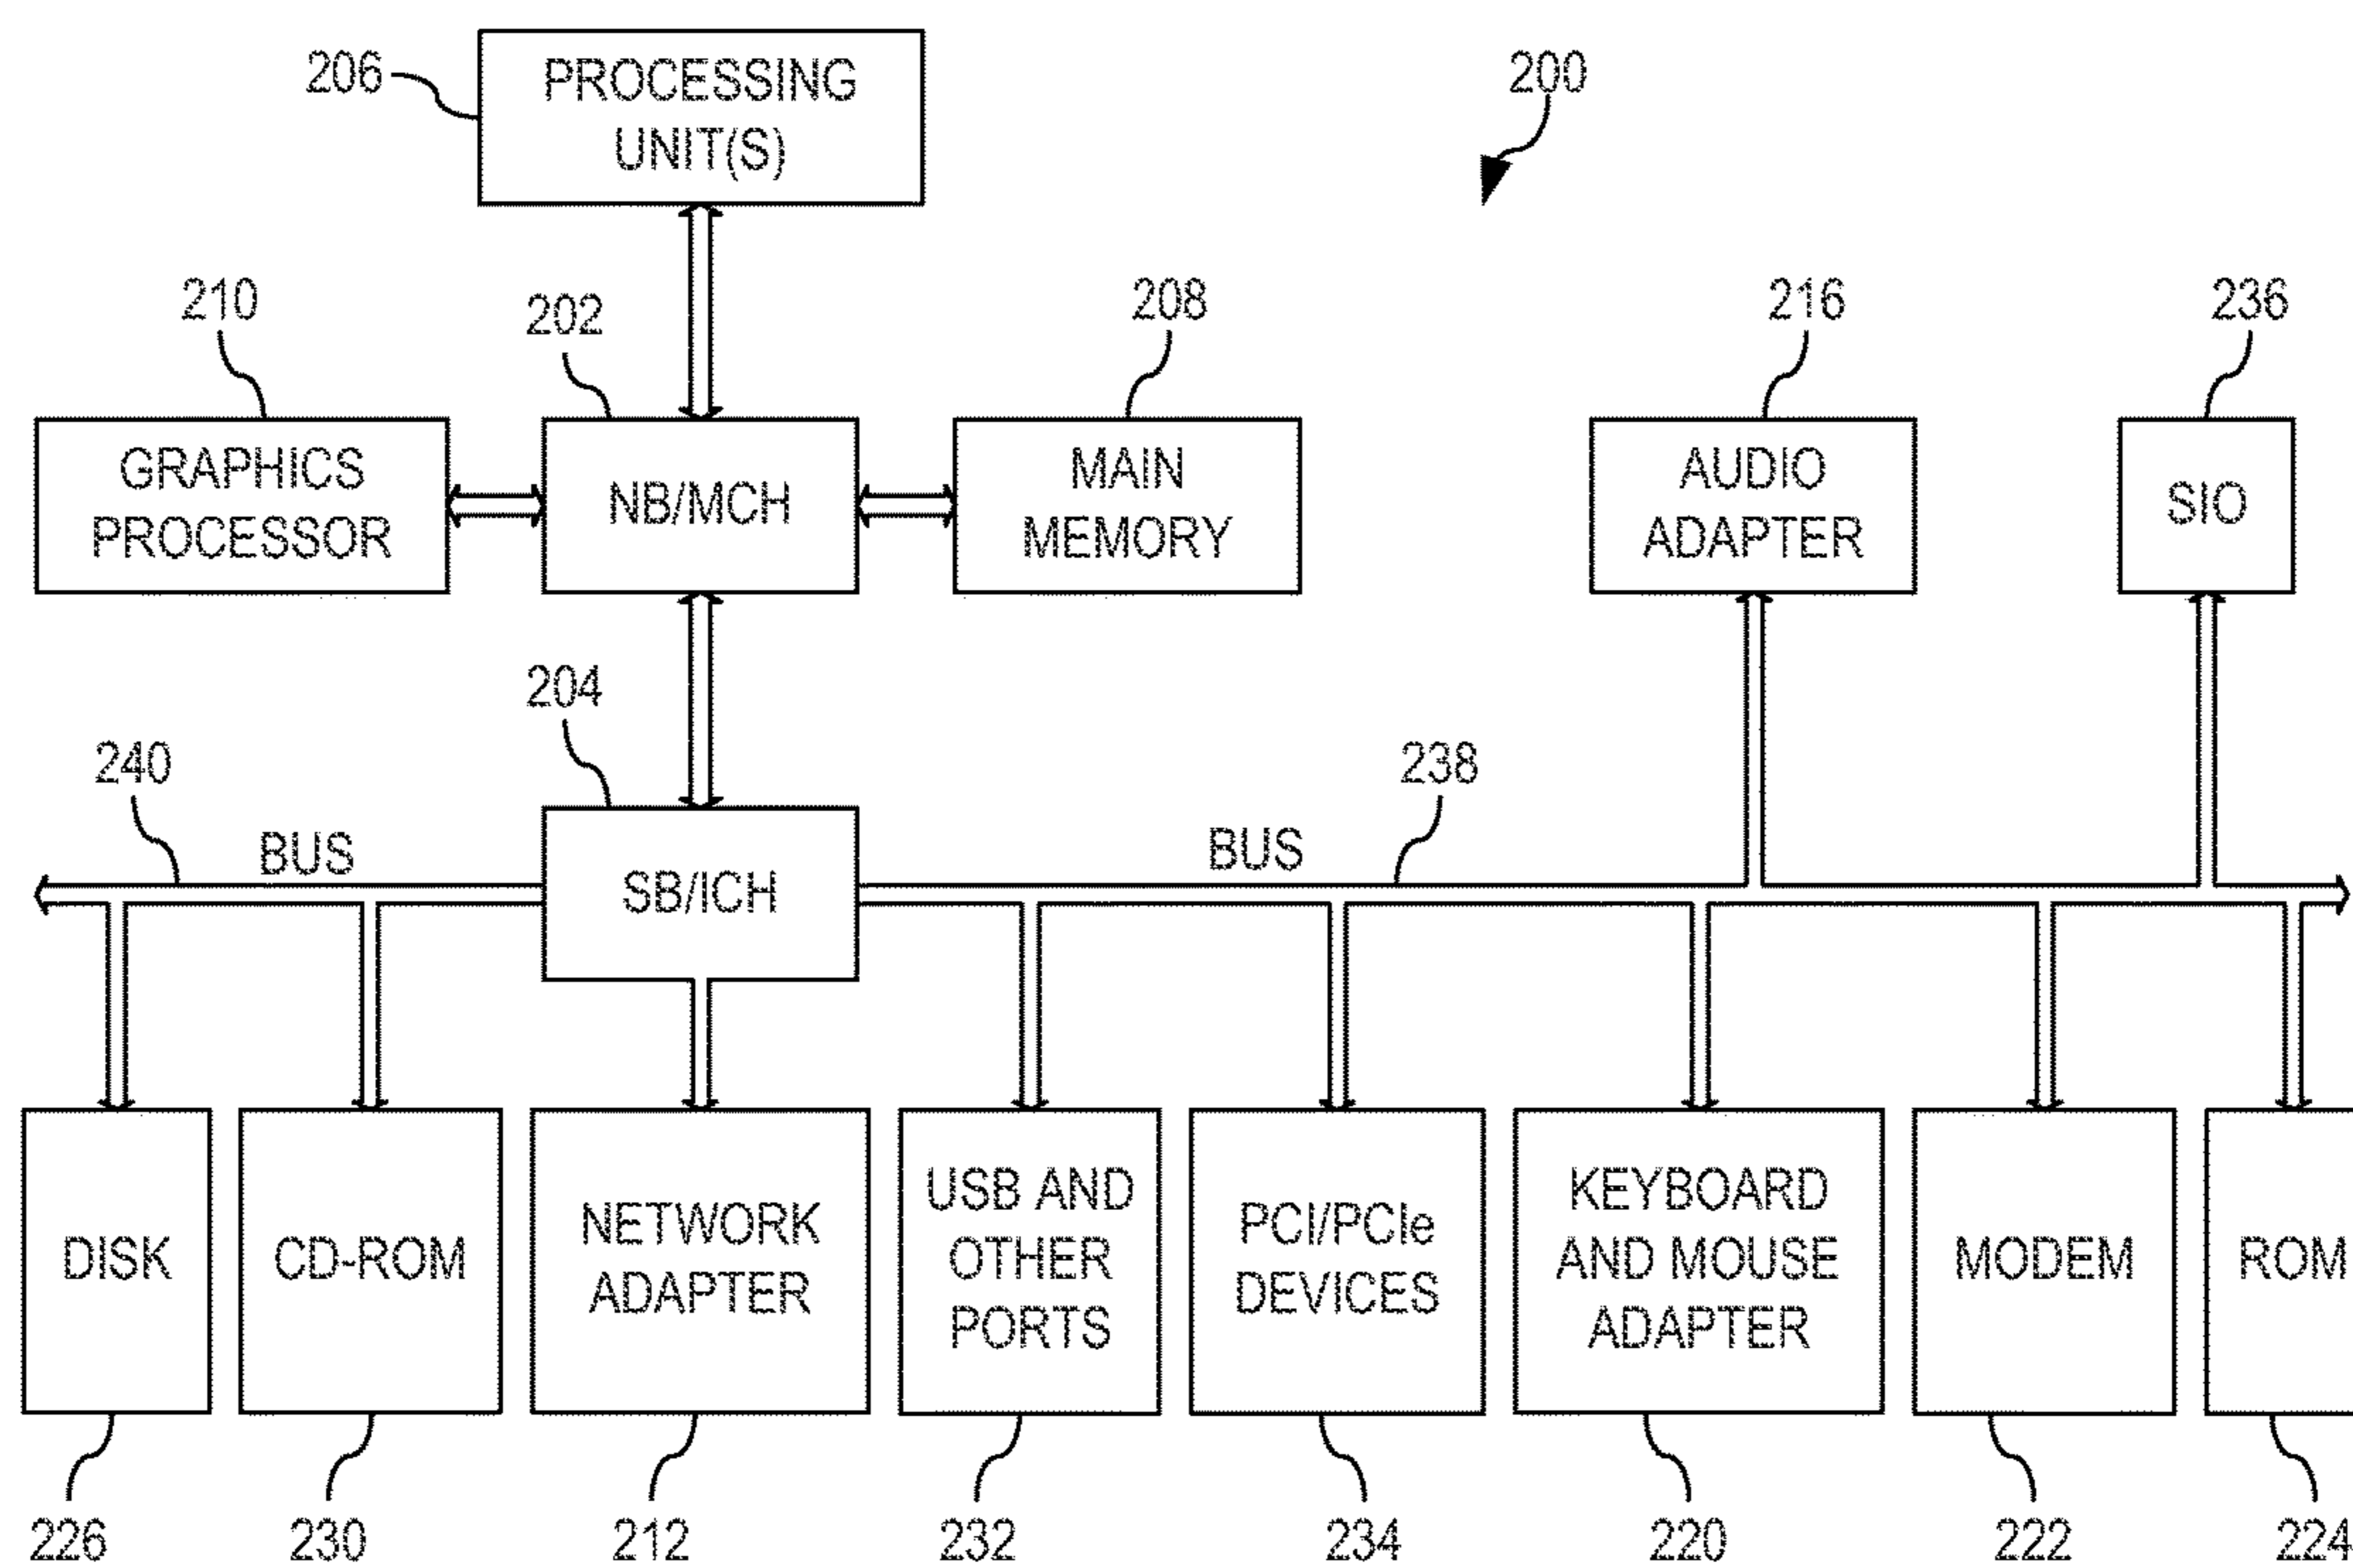 206
PROCESSING
UNIT(S)
200
210
202
208
216
236
GRAPHICS
PROCESSOR
NB/MCH
MAIN
MEMORY
AUDIO
ADAPTER
SIO
204
240
BUS
SB/ICH
BUS
238
DISK
CD-ROM
NETWORK
ADAPTER
USB AND
OTHER
PORTS
PCI/PCIe
DEVICES
KEYBOARD
AND MOUSE
ADAPTER
MODEM
ROM
226
230
212
232
234
220
222
224